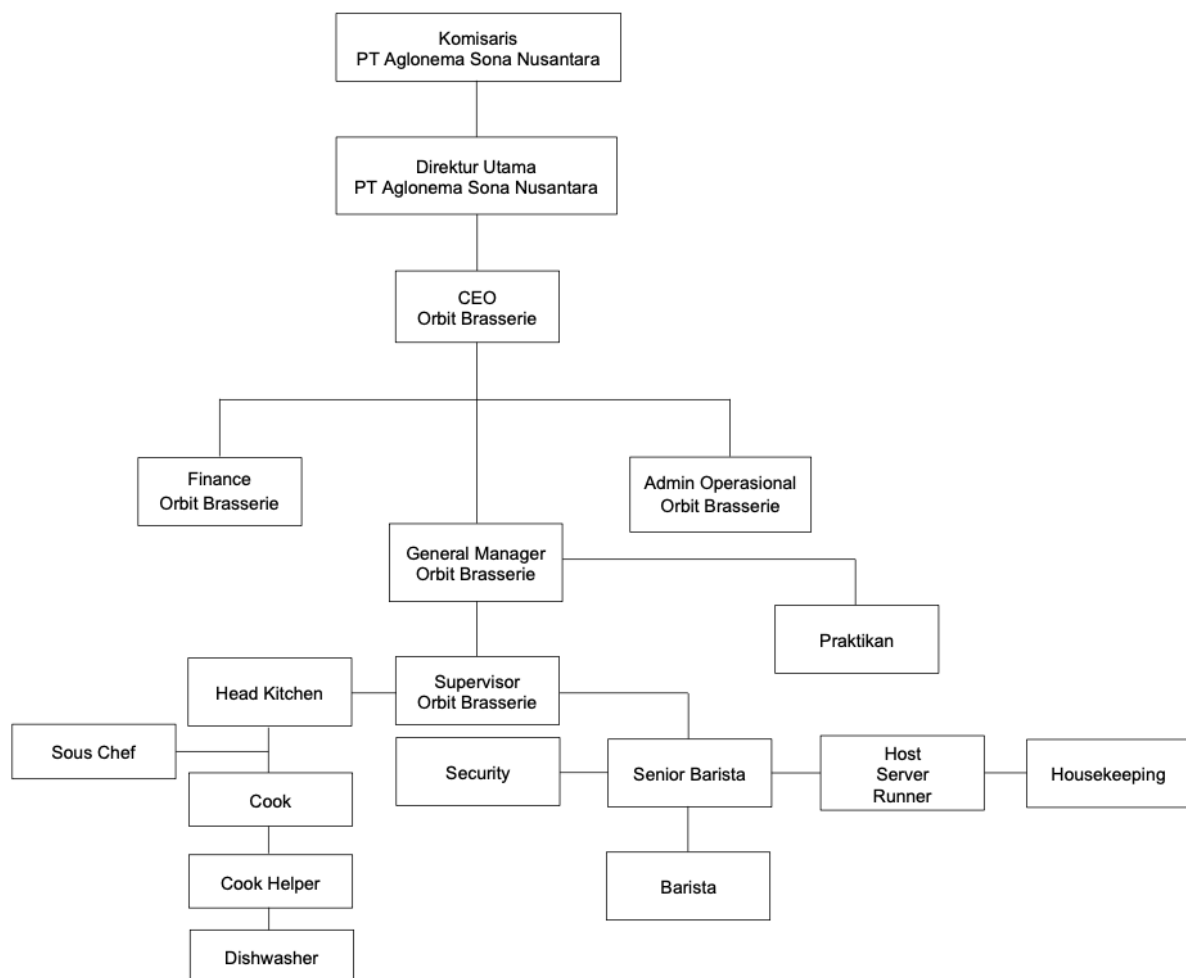 Komisaris
PT Aglonema Sona Nusantara
Direktur Utama
PT Aglonema Sona Nusantara
CEO
Orbit Brasserie
Finance
Orbit Brasserie
Admin Operasional
Orbit Brasserie
General Manager
Orbit Brasserie
Praktikan
Head Kitchen
Supervisor
Orbit Brasserie
Sous Chef
Security
Senior Barista
Host
Server
Runner
Housekeeping
Cook
Cook Helper
Barista
Dishwasher